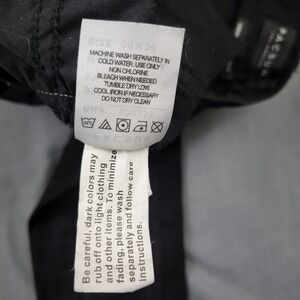 MACHINE WASH SEPARATELY IN
COLD WATER. USE ONLY
NON CHLORINE
BLEACH WHEN NEEDED
TUMBLE DRY LOW.
COOL IRON IF NECESSARY
DO NOT DRY CLEAN
Be careful, dark colors may
rub off onto light clothing
and other items. To minimize
fading, please wash
separately and follow care
instructions.